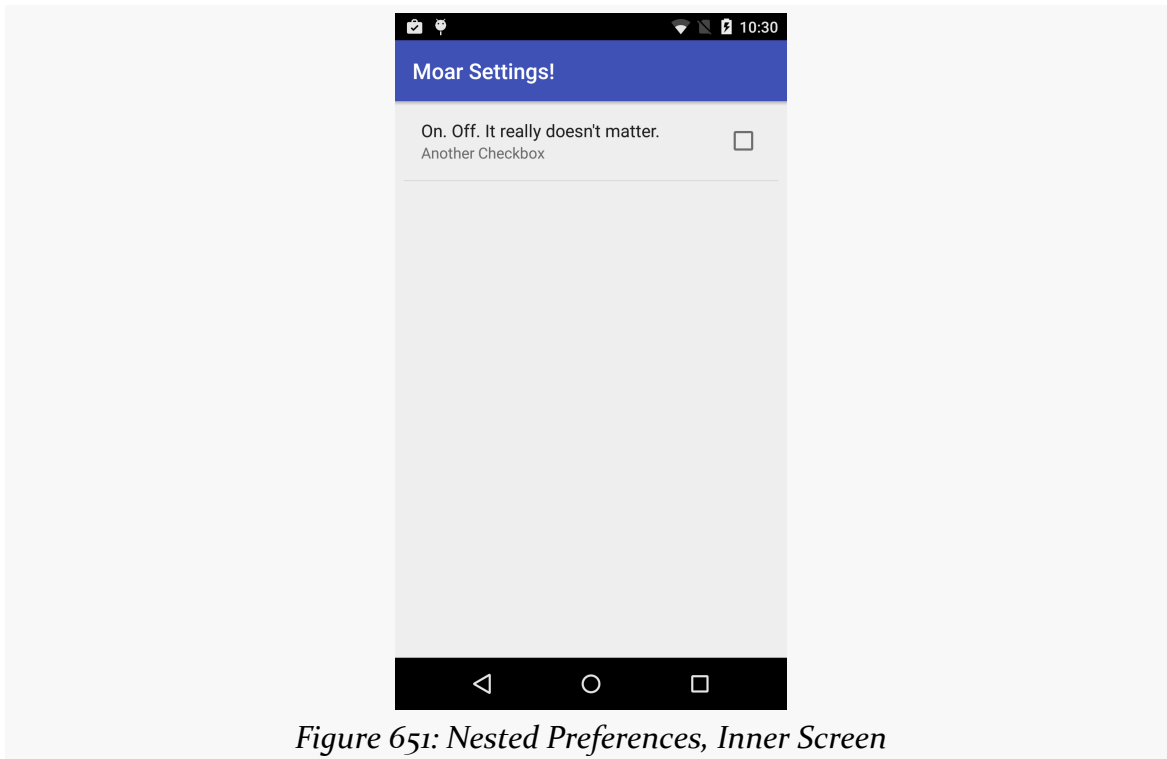 10:30
Moar Settings!
On. Off. It really doesn't matter.
Another Checkbox
Figure 651: Nested Preferences, Inner Screen